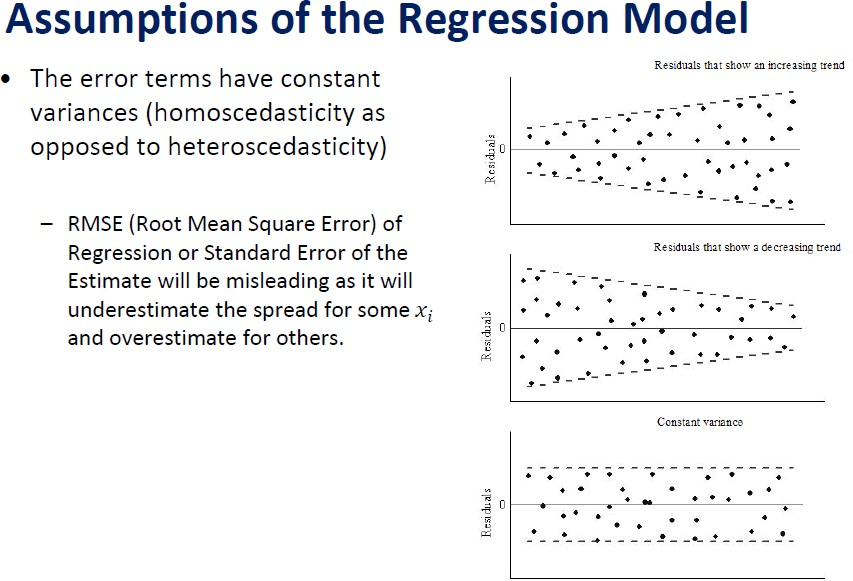 Assumptions of the Regression Model
• The error terms have constant
variances (homoscedasticity as
opposed to heteroscedasticity)
– RMSE (Root Mean Square Error) of
Regression or Standard Error of the
Estimate will be misleading as it will
underestimate the spread for some xᵢ
and overestimate for others.
Residuals that show an increasing trend
Residuals
0
Residuals that show a decreasing trend
Residuals
0
Constant variance
Residuals
0